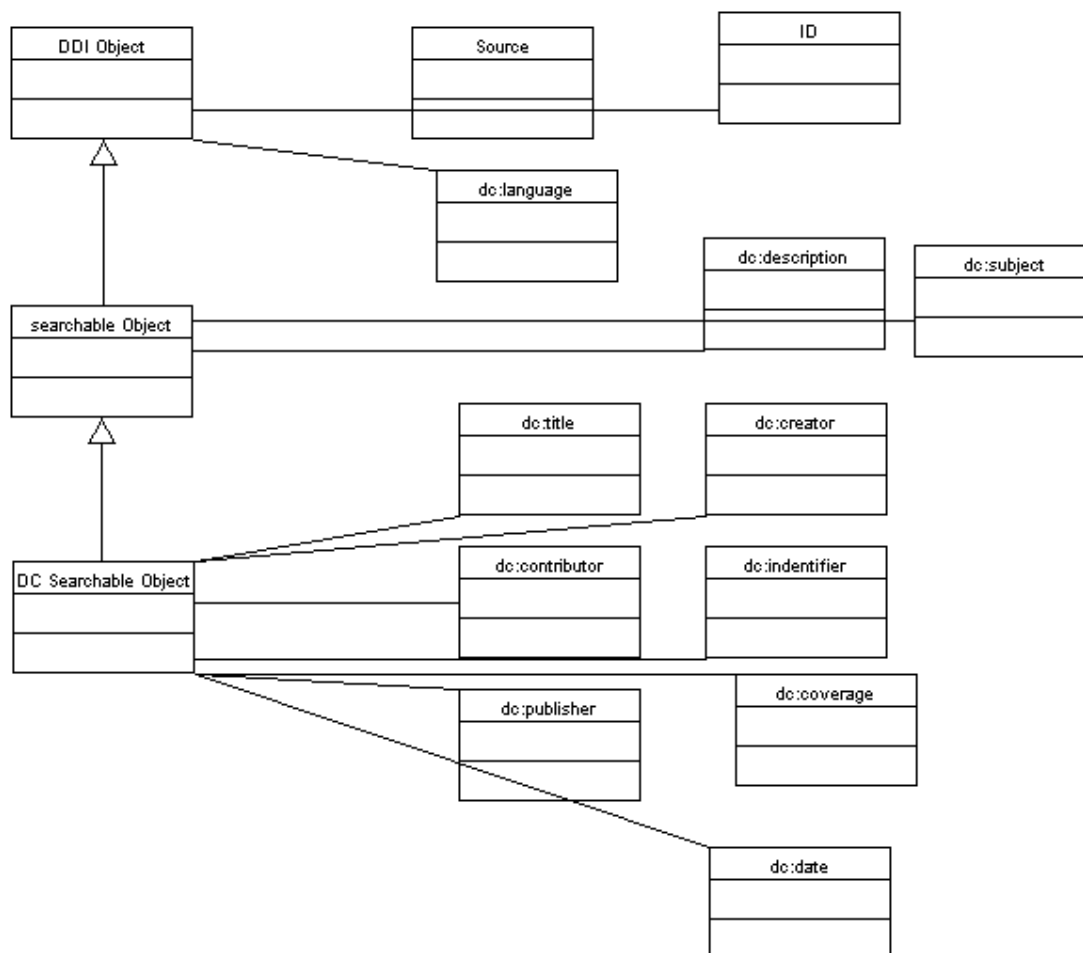 DDI Object
Source
ID
dc:language
dc:description
dc:subject
searchable Object
dc:title
dc:creator
DC Searchable Object
dc:contributor
dc:indentifier
dc:publisher
dc:coverage
dc:date